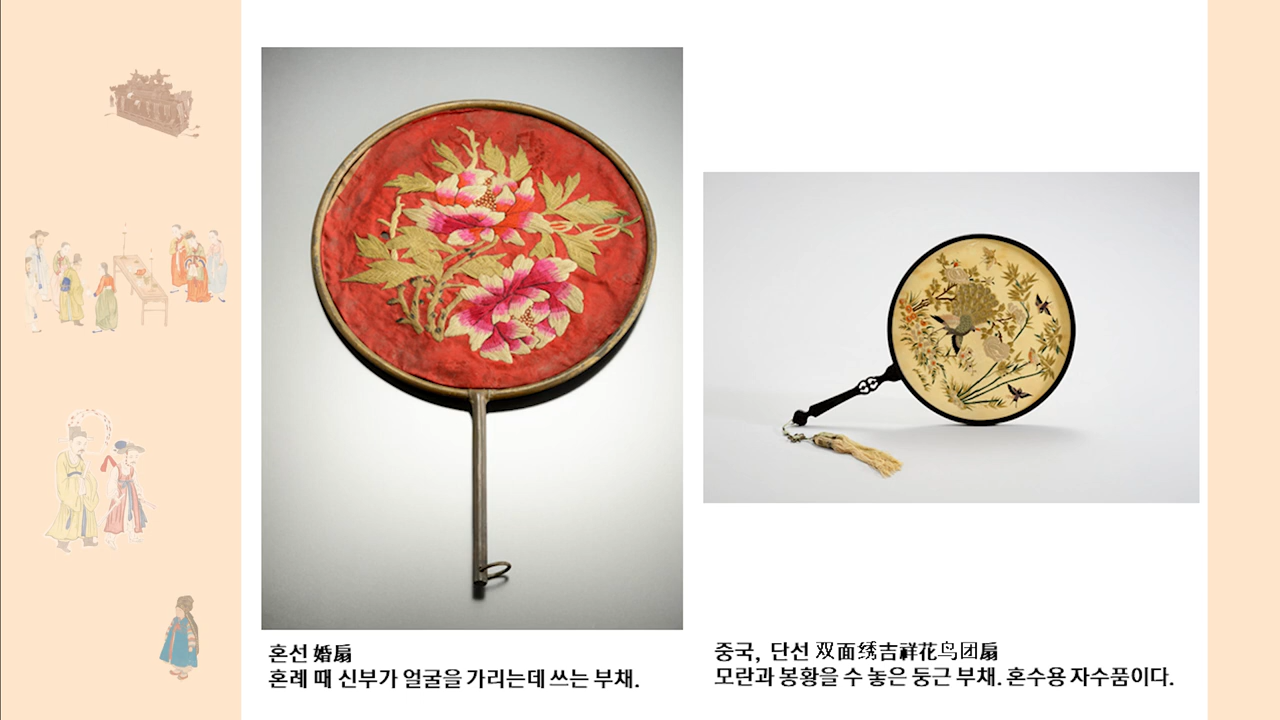 혼선 婚扇
혼례 때 신부가 얼굴을 가리는데 쓰는 부채.
중국, 단선 双面绣吉祥花鸟团扇
모란과 봉황을 수 놓은 둥근 부채. 혼수용 자수품이다.